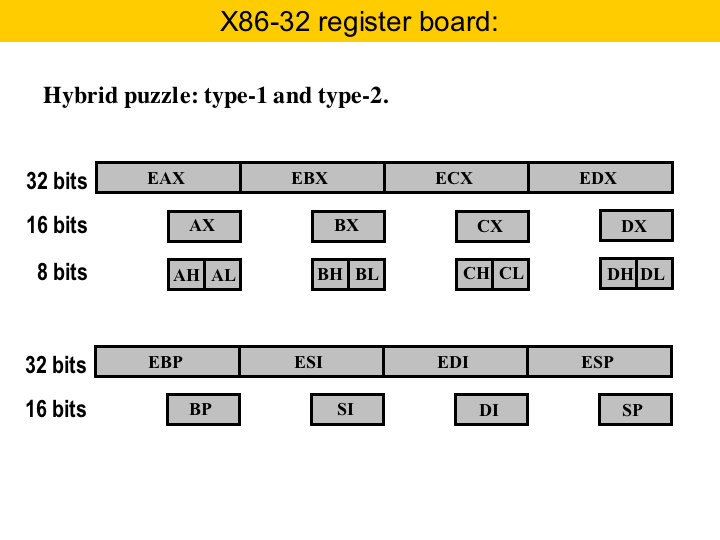 X86-32 register board:
Hybrid puzzle: type-1 and type-2.
32 bits EAX EBX ECX EDX
16 bits AX BX CX DX
8 bits AH AL BH BL CH CL DH DL
32 bits EBP ESI EDI ESP
16 bits BP SI DI SP